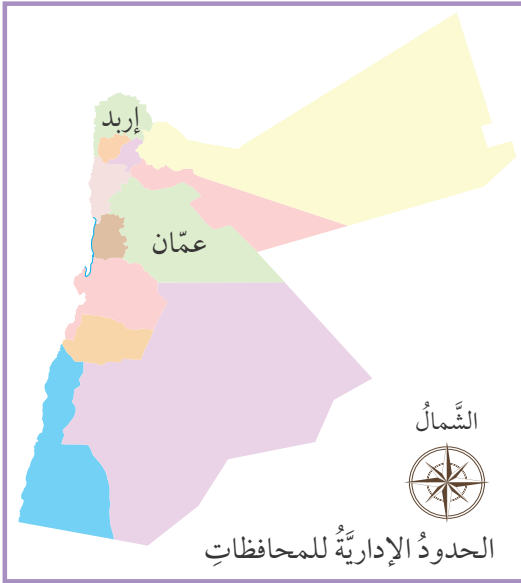 إربد
عمّان
الشَّمالُ
الحدودُ الإداريَّةُ للمحافظاتِ